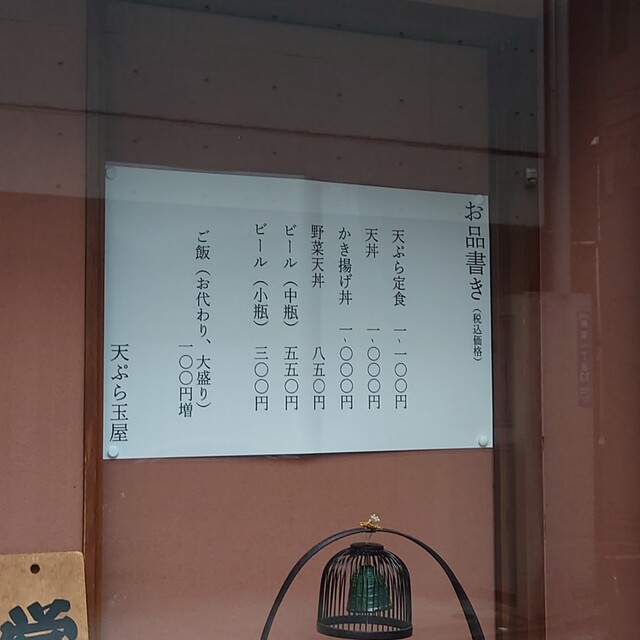 お品書き（税込価格）
天ぷら定食 一、一〇〇円
天丼 一、〇〇〇円
かき揚げ丼 一、〇〇〇円
野菜天丼 八五〇円
ビール（中瓶） 五五〇円
ビール（小瓶） 三〇〇円
ご飯（お代わり、大盛り）
一〇〇円増
天ぷら玉屋